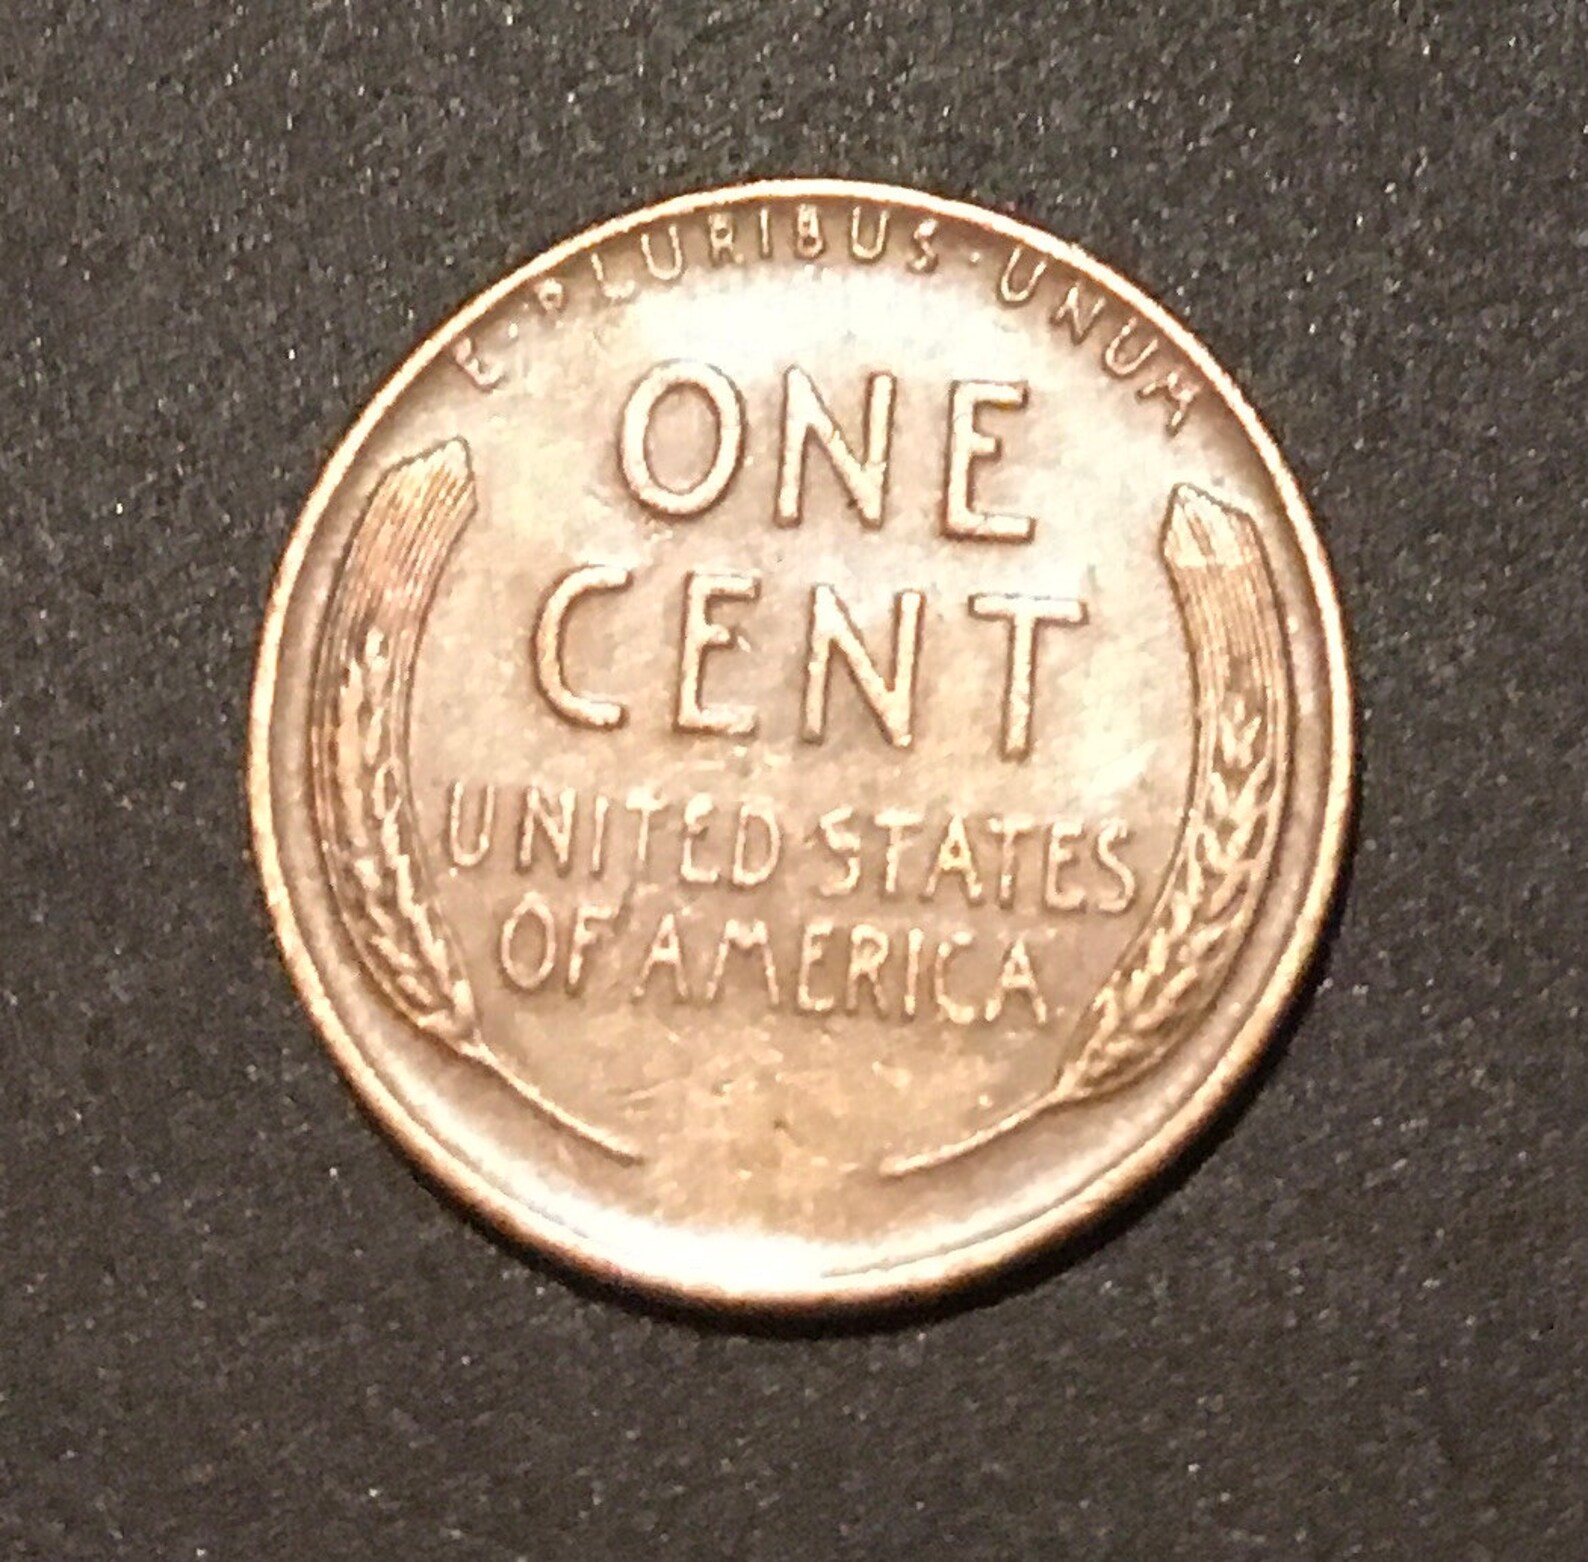 E·PLURIBUS·UNUM
ONE
CENT
UNITED STATES
OF AMERICA